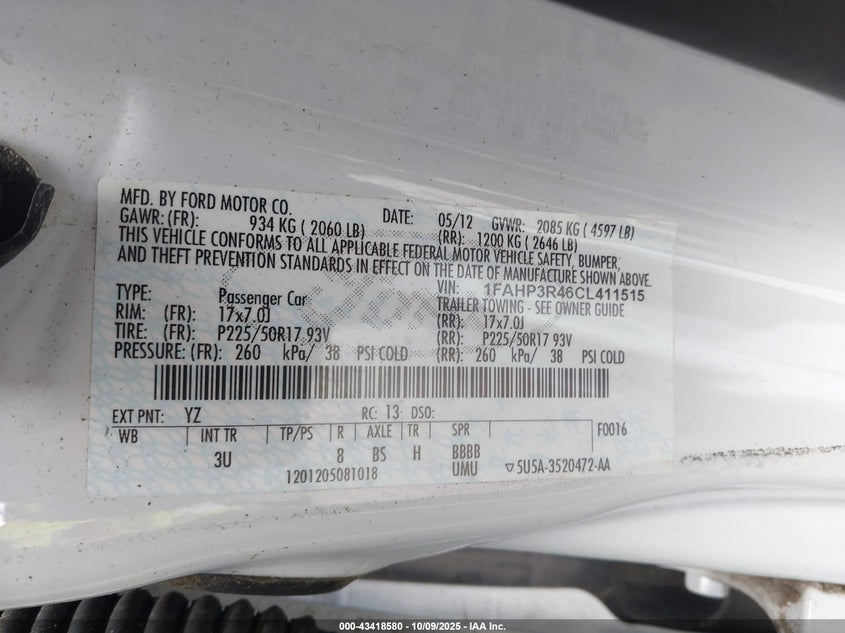 MFD. BY FORD MOTOR CO. DATE: 05/12 GVWR: 2085 KG ( 4597 LB)
GAWR: (FR): 934 KG ( 2060 LB) (RR): 1200 KG ( 2646 LB)
THIS VEHICLE CONFORMS TO ALL APPLICABLE FEDERAL MOTOR VEHICLE SAFETY, BUMPER,
AND THEFT PREVENTION STANDARDS IN EFFECT ON THE DATE OF MANUFACTURE SHOWN ABOVE.
VIN: 1FAHP3R46CL411515
TYPE: Passenger Car TRAILER TOWING - SEE OWNER GUIDE
RIM: (FR): 17x7.0J (RR): 17x7.0J
TIRE: (FR): P225/50R17 93V (RR): P225/50R17 93V
PRESSURE: (FR): 260 kPa/ 38 PSI COLD (RR): 260 kPa/ 38 PSI COLD
EXT PNT: YZ RC: 13 DSO:
WB INT TR TP/PS R AXLE TR SPR F0016
3U 8 BS H BBBB
UMU
1201205081018 ▽5U5A-3520472-AA
000-43418580 - 10/09/2025 - IAA Inc.